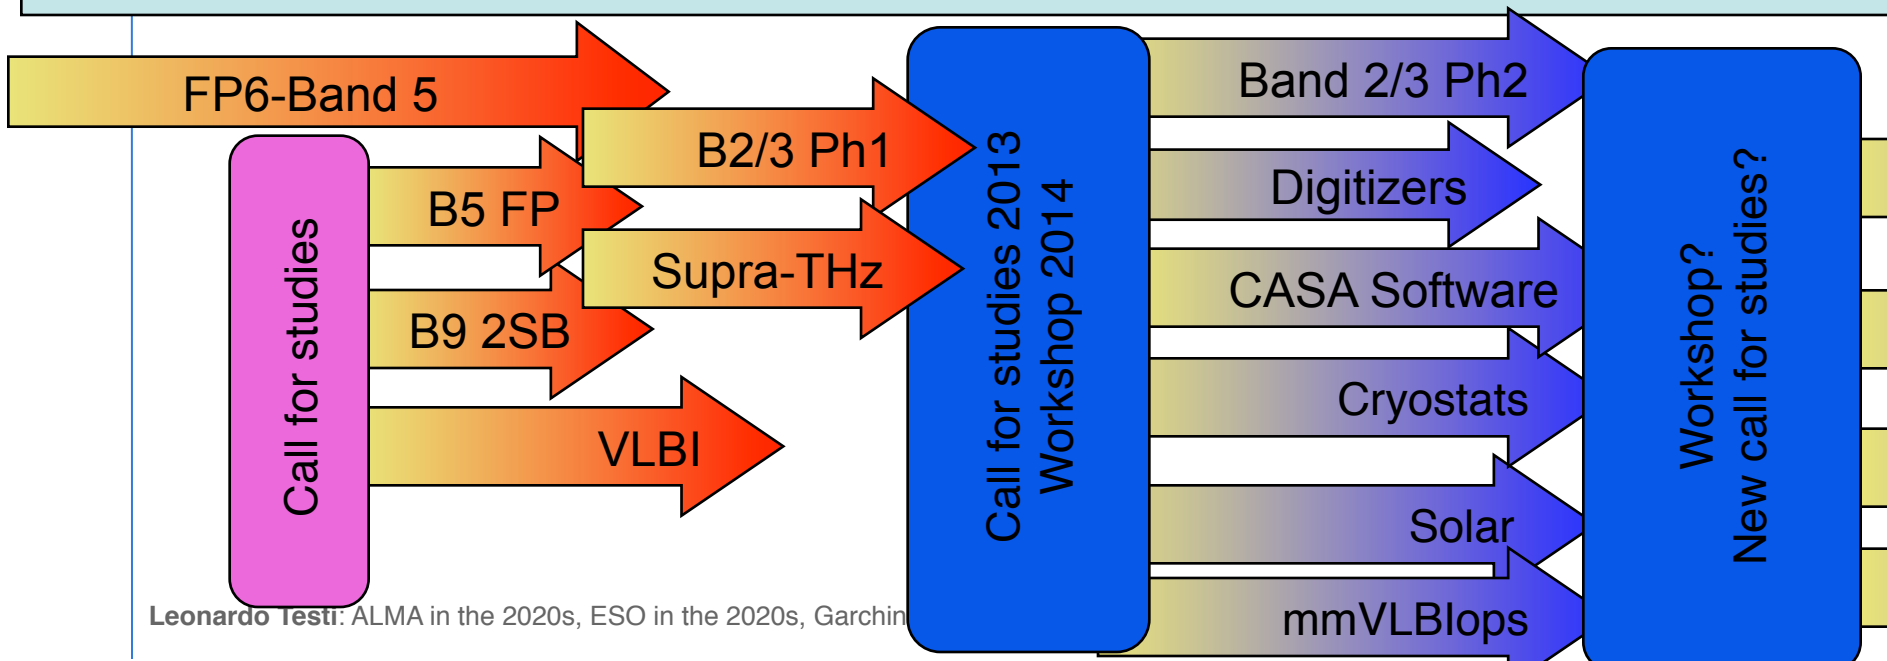 FP6-Band 5
Call for studies
B5 FP
B9 2SB
VLBI
B2/3 Ph1
Supra-THz
Call for studies 2013
Workshop 2014
Band 2/3 Ph2
Digitizers
CASA Software
Cryostats
Solar
mmVLBIops
Workshop?
New call for studies?
Leonardo Testi: ALMA in the 2020s, ESO in the 2020s, Garchin